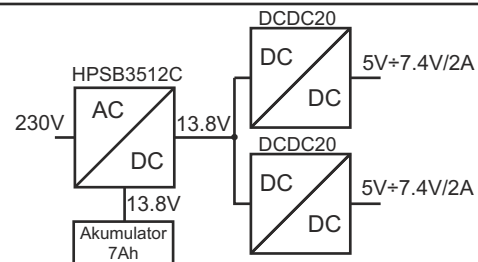 DCDC20
DC
DC
5V÷7.4V/2A
HPSB3512C
AC
DC
230V
13.8V
13.8V
Akumulator
7Ah
DCDC20
DC
DC
5V÷7.4V/2A